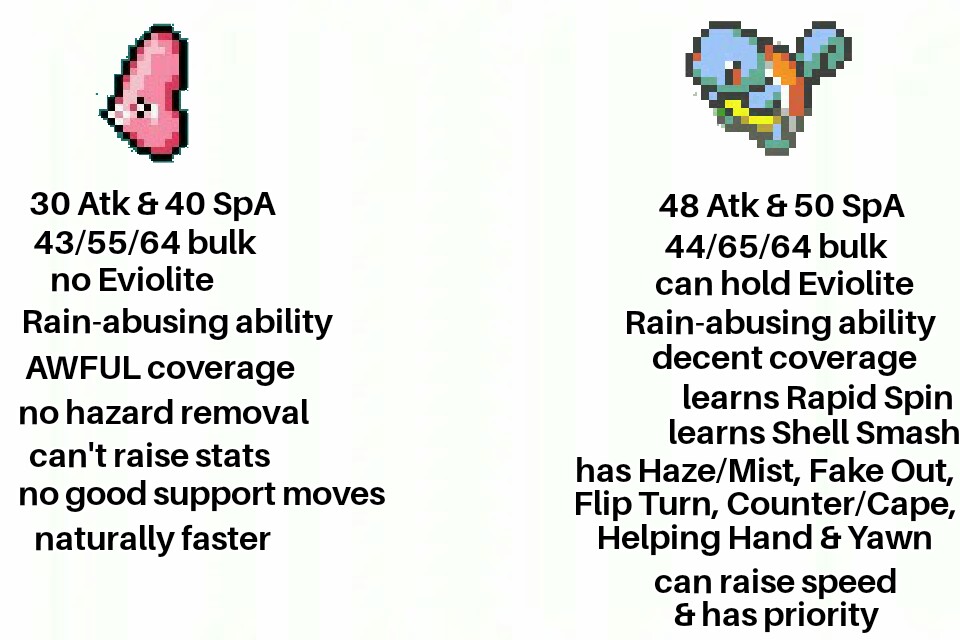 30 Atk & 40 SpA
43/55/64 bulk
no Eviolite
Rain-abusing ability
AWFUL coverage
no hazard removal
can't raise stats
no good support moves
naturally faster
48 Atk & 50 SpA
44/65/64 bulk
can hold Eviolite
Rain-abusing ability
decent coverage
learns Rapid Spin
learns Shell Smash
has Haze/Mist, Fake Out,
Flip Turn, Counter/Cape,
Helping Hand & Yawn
can raise speed
& has priority